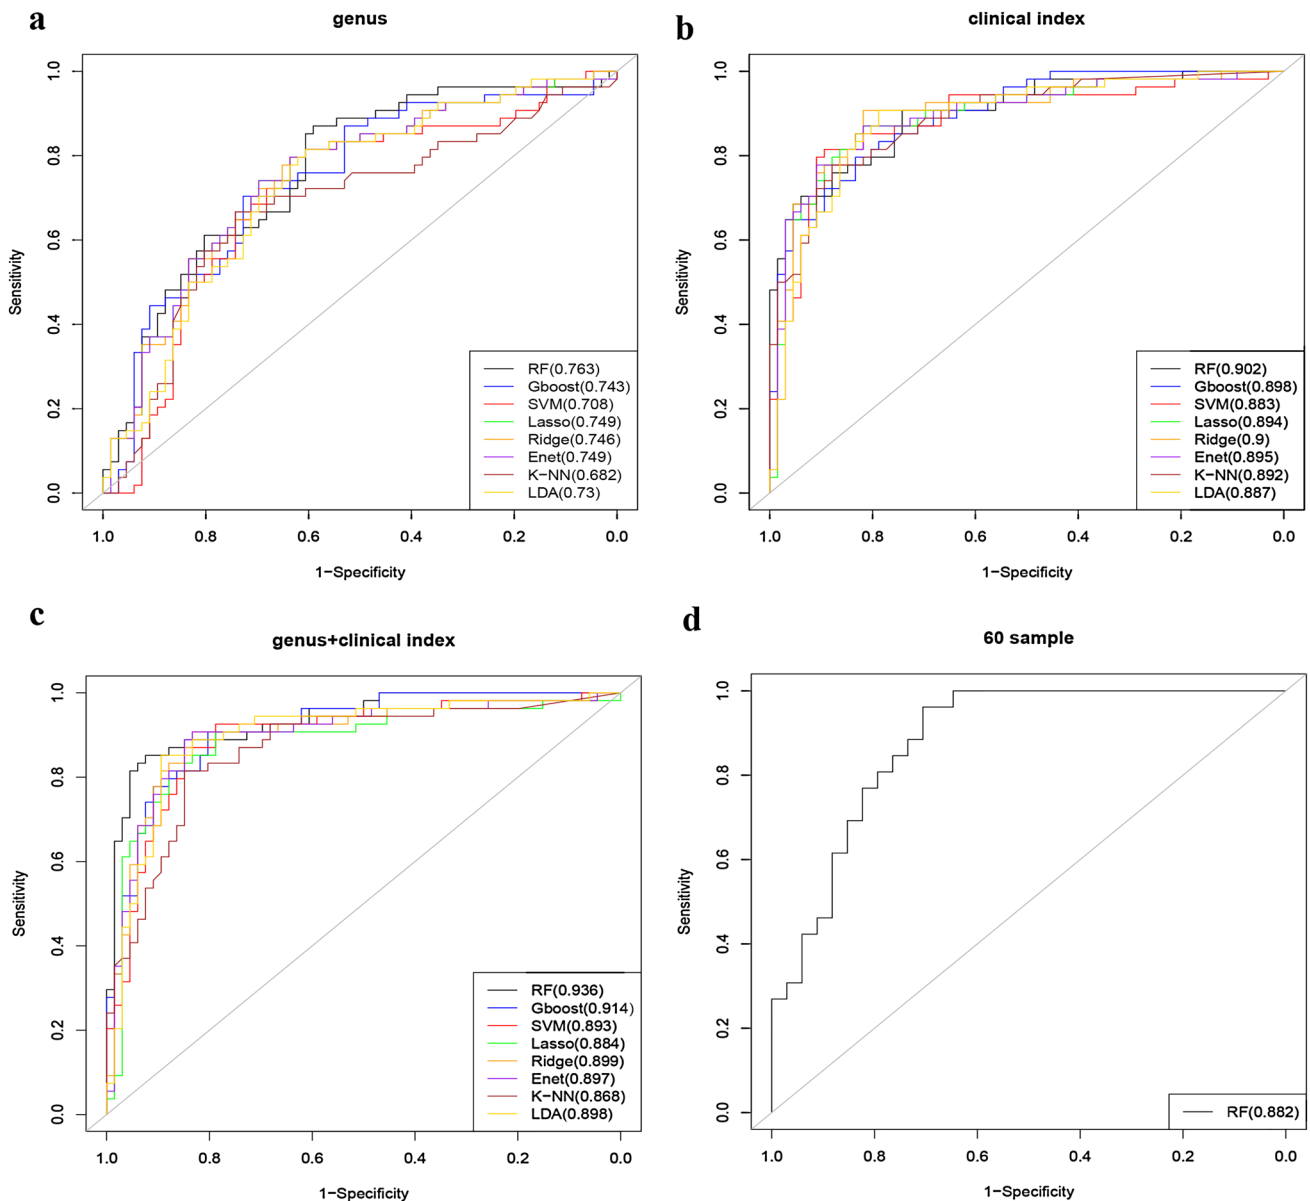 a
genus
Sensitivity
1.0
0.8
0.6
0.4
0.2
0.0
RF(0.763)
Gboost(0.743)
SVM(0.708)
Lasso(0.749)
Ridge(0.746)
Enet(0.749)
K−NN(0.682)
LDA(0.73)
1.0 0.8 0.6 0.4 0.2 0.0
1−Specificity
b
clinical index
Sensitivity
1.0
0.8
0.6
0.4
0.2
0.0
RF(0.902)
Gboost(0.898)
SVM(0.883)
Lasso(0.894)
Ridge(0.9)
Enet(0.895)
K−NN(0.892)
LDA(0.887)
1.0 0.8 0.6 0.4 0.2 0.0
1−Specificity
c
genus+clinical index
Sensitivity
1.0
0.8
0.6
0.4
0.2
0.0
RF(0.936)
Gboost(0.914)
SVM(0.893)
Lasso(0.884)
Ridge(0.899)
Enet(0.897)
K−NN(0.868)
LDA(0.898)
1.0 0.8 0.6 0.4 0.2 0.0
1−Specificity
d
60 sample
Sensitivity
1.0
0.8
0.6
0.4
0.2
0.0
RF(0.882)
1.0 0.8 0.6 0.4 0.2 0.0
1−Specificity